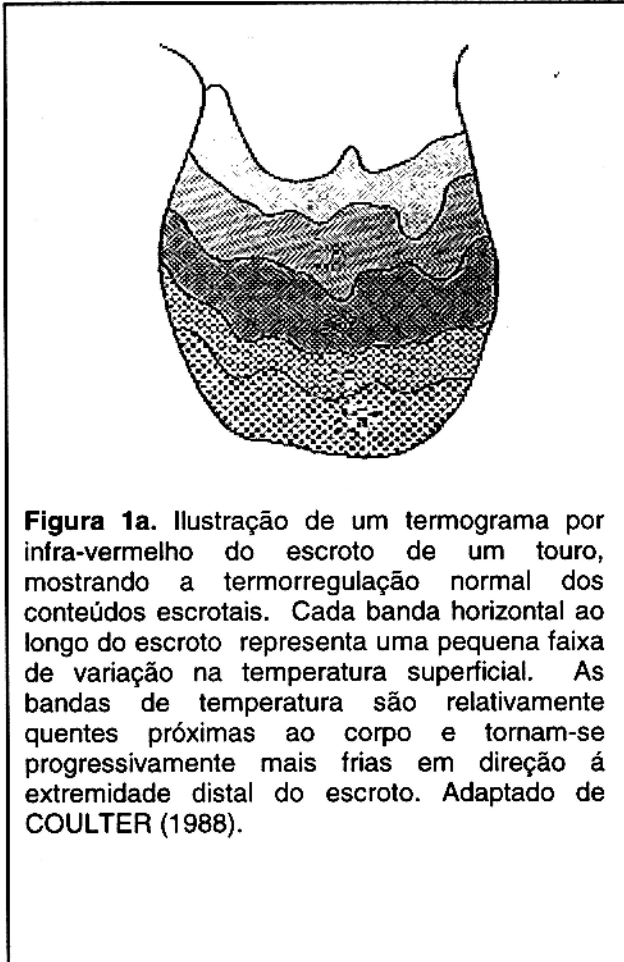 Figura 1a. Ilustração de um termograma por
infra-vermelho do escroto de um touro,
mostrando a termorregulação normal dos
conteúdos escrotais. Cada banda horizontal ao
longo do escroto representa uma pequena faixa
de variação na temperatura superficial. As
bandas de temperatura são relativamente
quentes próximas ao corpo e tornam-se
progressivamente mais frias em direção á
extremidade distal do escroto. Adaptado de
COULTER (1988).